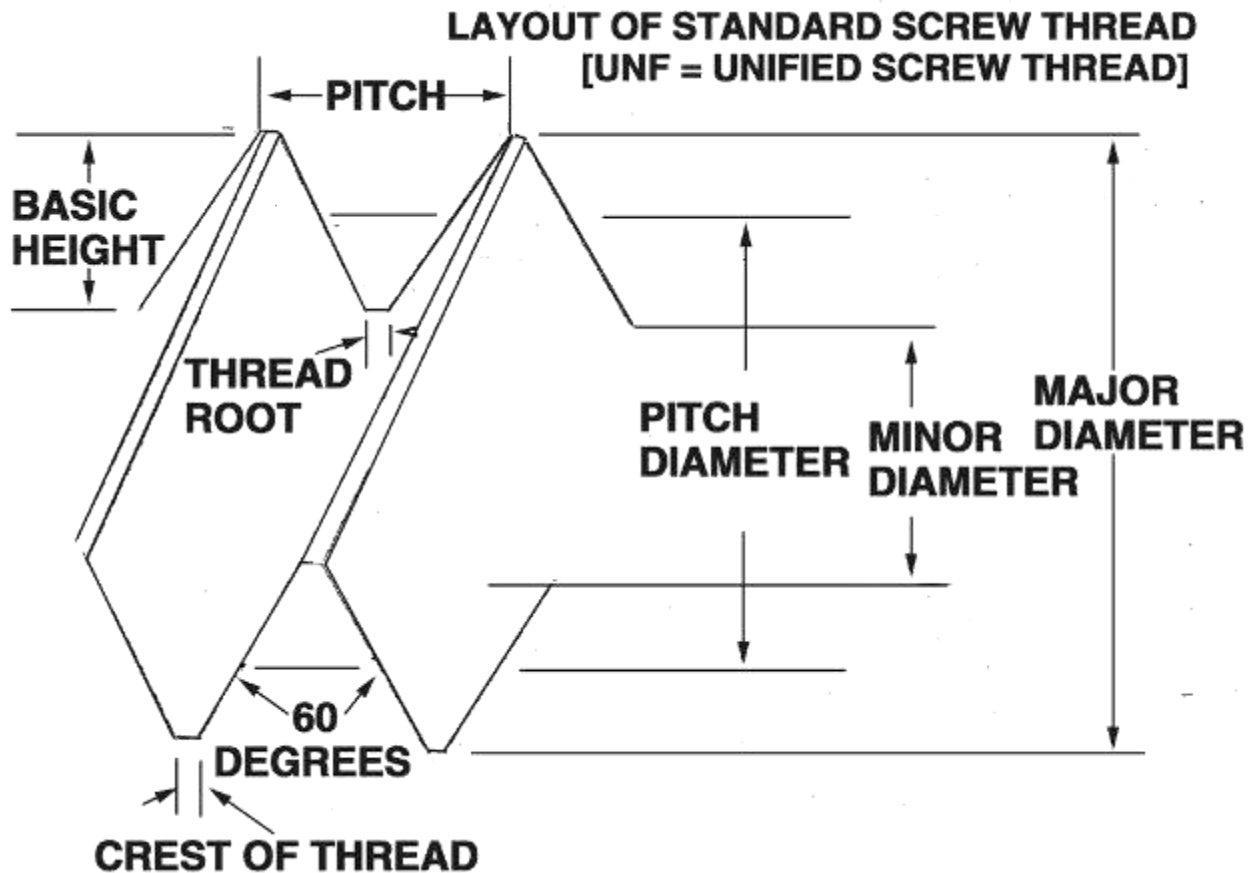 LAYOUT OF STANDARD SCREW THREAD
[UNF = UNIFIED SCREW THREAD]
PITCH
BASIC
HEIGHT
THREAD
ROOT
PITCH
DIAMETER
MINOR
DIAMETER
MAJOR
DIAMETER
60
DEGREES
CREST OF THREAD